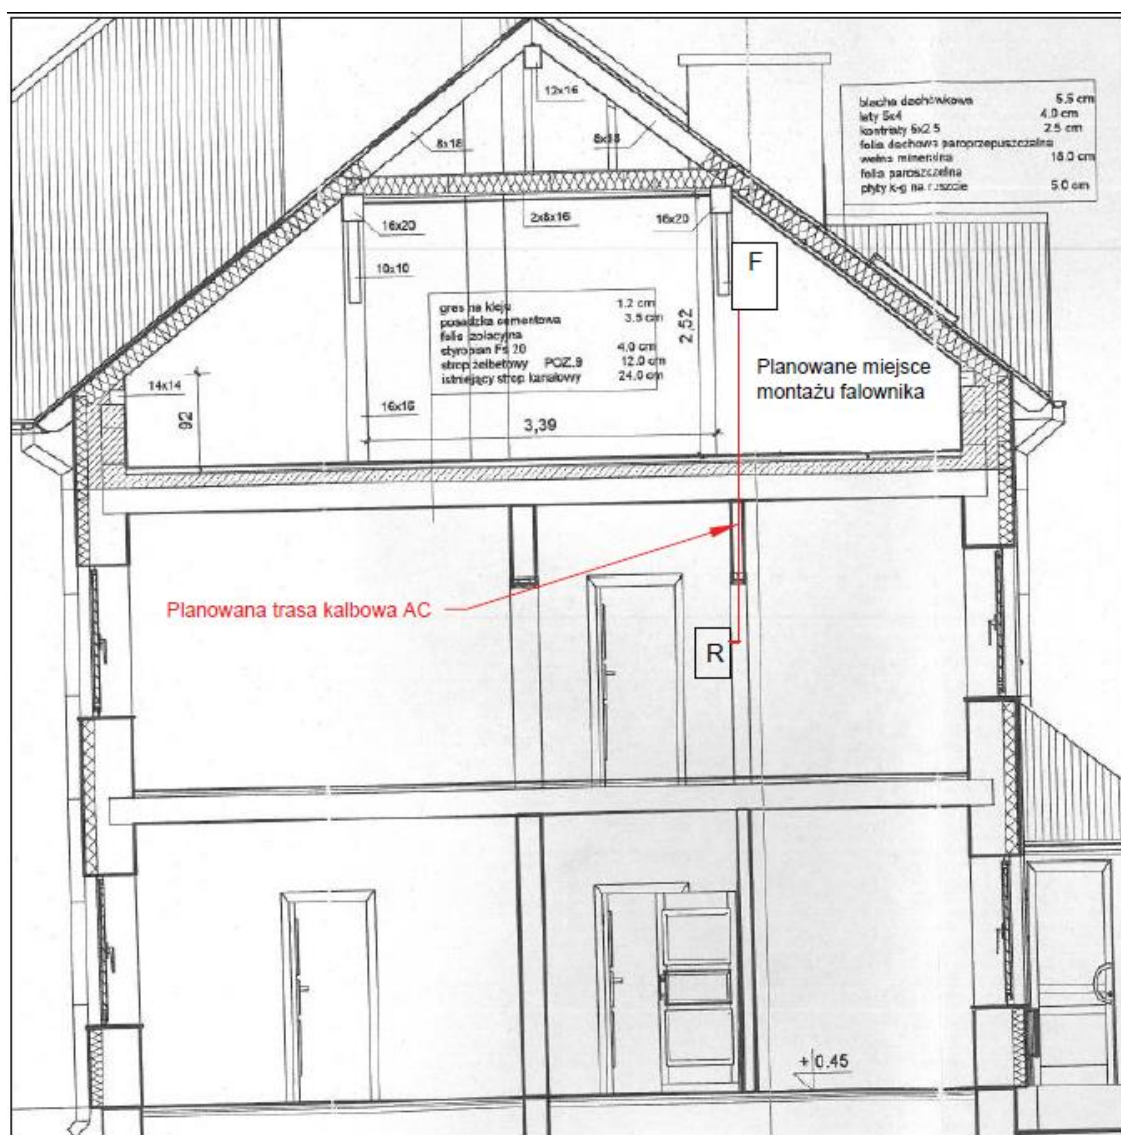 12x16
8x18
8x18
blacha dachówkowa 5.5 cm
łaty 5x4 4.0 cm
kontrłaty 5x2.5 2.5 cm
folia dachowa paroprzepuszczalna
wełna mineralna 18.0 cm
folia paroszczelna
płyty k-g na ruszcie 5.0 cm
16x20
2x8x16
16x20
F
10x10
gres na kleju 1.2 cm
posadzka cementowa 3.5 cm
folia izolacyjna
styropian Fs 20 4.0 cm
strop żelbetowy POZ.9 12.0 cm
istniejący strop kanałowy 24.0 cm
2,52
Planowane miejsce
montażu falownika
14x14
92
16x16
3,39
Planowana trasa kalbowa AC
R
+0.45